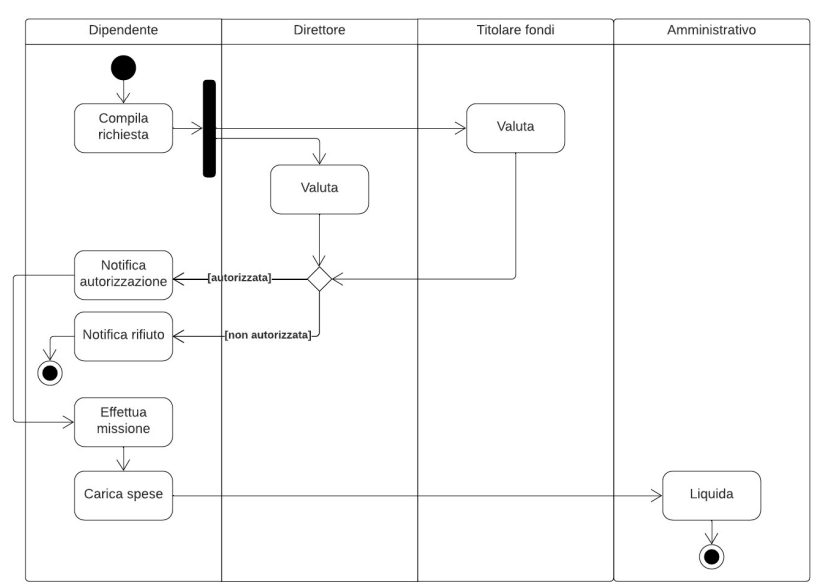 Dipendente
Direttore
Titolare fondi
Amministrativo
Compila
richiesta
Valuta
Valuta
Notifica
autorizzazione
[autorizzata]
Notifica rifiuto
[non autorizzata]
Effettua
missione
Carica spese
Liquida